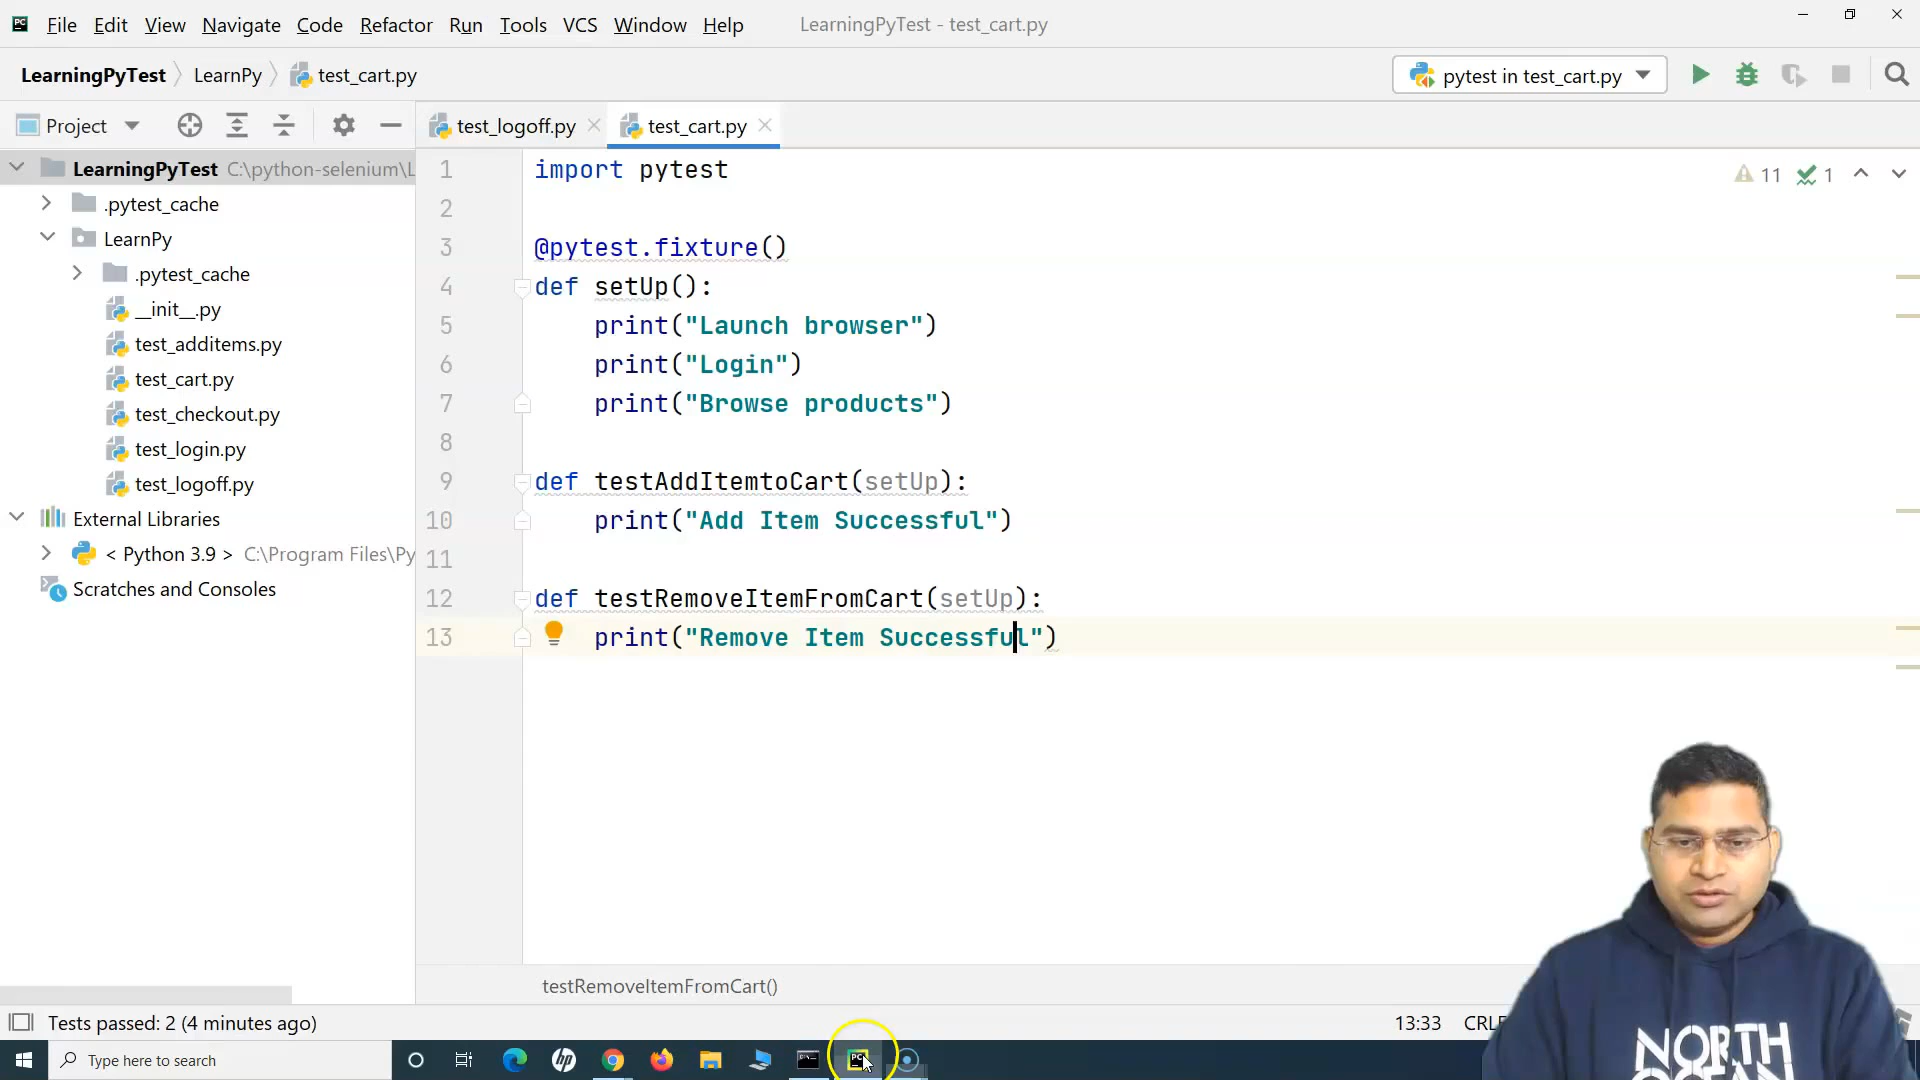 File Edit View Navigate Code Refactor Run Tools VCS Window Help LearningPyTest - test_cart.py
LearningPyTest LearnPy test_cart.py pytest in test_cart.py
Project test_logoff.py test_cart.py
LearningPyTest C:\python-selenium\L
.pytest_cache
LearnPy
.pytest_cache
__init__.py
test_additems.py
test_cart.py
test_checkout.py
test_login.py
test_logoff.py
External Libraries
< Python 3.9 > C:\Program Files\Py
Scratches and Consoles
11 1
1 import pytest
2
3 @pytest.fixture()
4 def setUp():
5 print("Launch browser")
6 print("Login")
7 print("Browse products")
8
9 def testAddItemtoCart(setUp):
10 print("Add Item Successful")
11
12 def testRemoveItemFromCart(setUp):
13 print("Remove Item Successful")
testRemoveItemFromCart()
Tests passed: 2 (4 minutes ago) 13:33 CRLF
Type here to search
NORTH
OCEAN